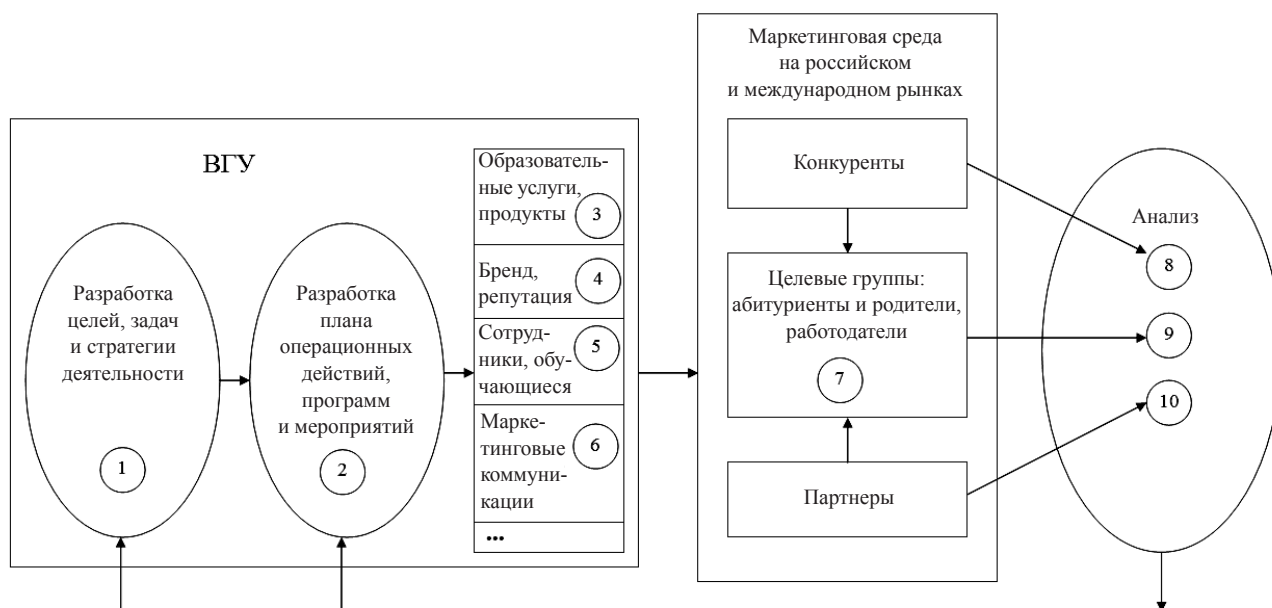 ВГУ
Разработка
целей, задач
и стратегии
деятельности
1
Разработка
плана
операционных
действий,
программ
и мероприятий
2
Образователь-
ные услуги,
продукты
3
Бренд,
репутация
4
Сотруд-
ники, обу-
чающиеся
5
Марке-
тинговые
коммуни-
кации
6
...
Маркетинговая среда
на российском
и международном рынках
Конкуренты
Целевые группы:
абитуриенты и родители,
работодатели
7
Партнеры
Анализ
8
9
10